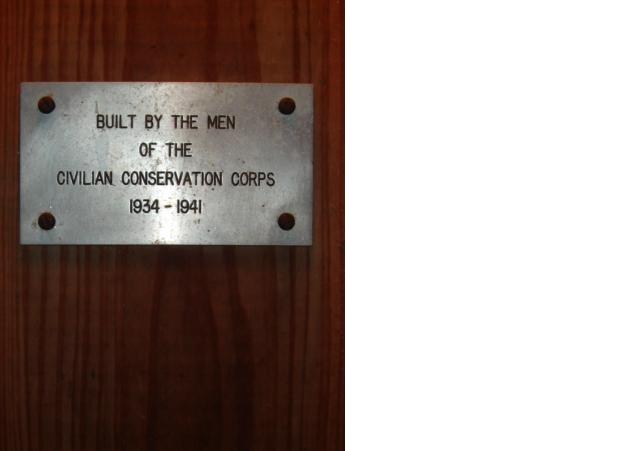 BUILT BY THE MEN
OF THE
CIVILIAN CONSERVATION CORPS
1934 - 1941